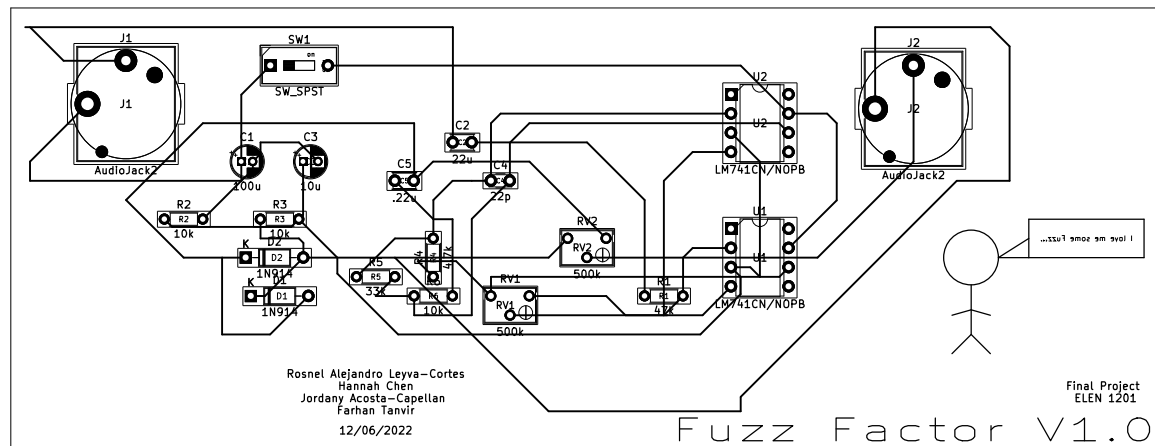 J1
J1
AudioJack2
SW1
on
SW_SPST
C2
C2
.22u
U2
U2
LM741CN/NOPB
J2
J2
AudioJack2
C1
100u
C3
10u
C5
C5
.22u
C4
C4
22p
R2
R2
10k
R3
R3
10k
K
D2
D2
1N914
K
D1
D1
1N914
R5
R5
33k
R4
R4
47k
R6
10k
RV2
RV2
500k
RV1
RV1
500k
R1
R1
47k
U1
U1
LM741CN/NOPB
I love me some Fuzz...
Rosnel Alejandro Leyva-Cortes
Hannah Chen
Jordany Acosta-Capellan
Farhan Tanvir
12/06/2022
Final Project
ELEN 1201
Fuzz Factor V1.0